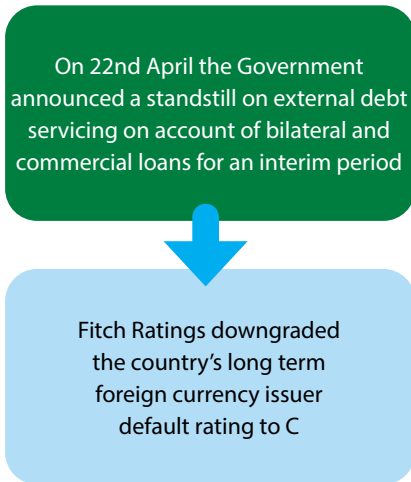 On 22nd April the Government
announced a standstill on external debt
servicing on account of bilateral and
commercial loans for an interim period
Fitch Ratings downgraded
the country's long term
foreign currency issuer
default rating to C